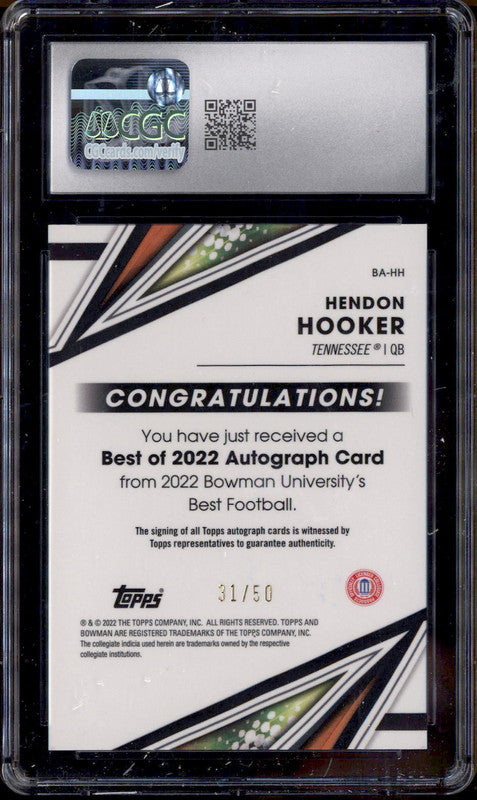 CGC
CGCcards.com/verify
BA-HH
HENDON
HOOKER
TENNESSEE ® | QB
CONGRATULATIONS!
You have just received a
Best of 2022 Autograph Card
from 2022 Bowman University's
Best Football.
The signing of all Topps autograph cards is witnessed by
Topps representatives to guarantee authenticity.
topps
31/50
® & © 2022 THE TOPPS COMPANY, INC. ALL RIGHTS RESERVED. TOPPS AND
BOWMAN ARE REGISTERED TRADEMARKS OF THE TOPPS COMPANY, INC.
The collegiate indicia used herein are trademarks owned by the respective
collegiate institutions.